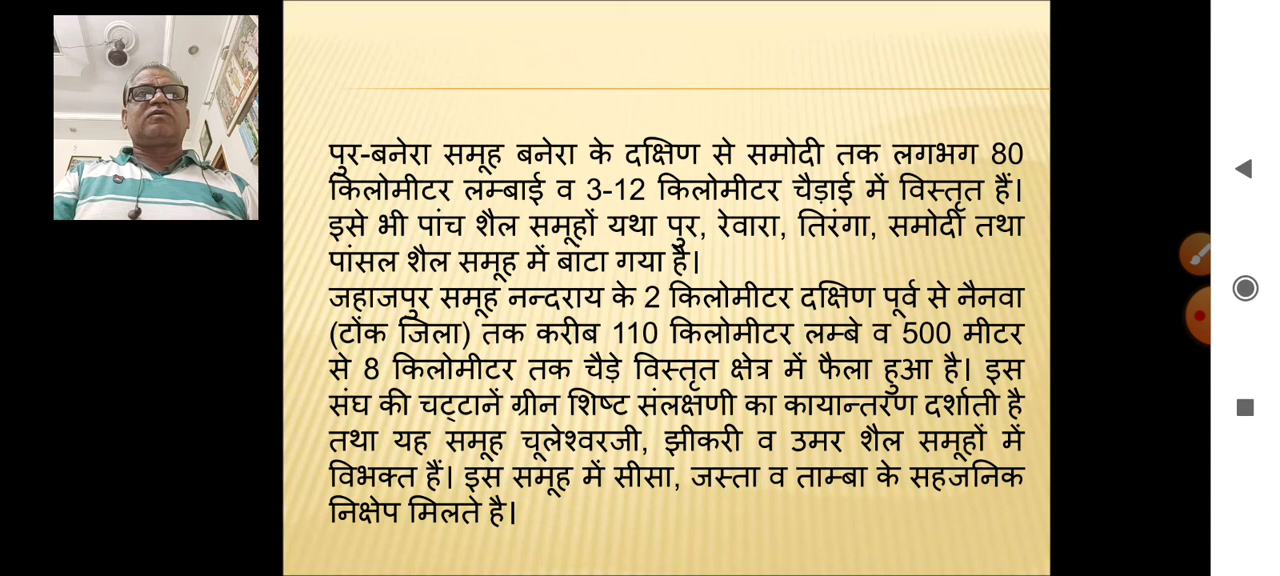 पुर-बनेरा समूह बनेरा के दक्षिण से समोदी तक लगभग 80
किलोमीटर लम्बाई व 3-12 किलोमीटर चैड़ाई में विस्तृत हैं।
इसे भी पांच शैल समूहों यथा पुर, रेवारा, तिरंगा, समोदी तथा
पांसल शैल समूह में बांटा गया है।
जहाजपुर समूह नन्दराय के 2 किलोमीटर दक्षिण पूर्व से नैनवा
(टोंक जिला) तक करीब 110 किलोमीटर लम्बे व 500 मीटर
से 8 किलोमीटर तक चैड़े विस्तृत क्षेत्र में फैला हुआ है। इस
संघ की चट्टानें ग्रीन शिष्ट संलक्षणी का कायान्तरण दर्शाती है
तथा यह समूह चूलेश्वरजी, झीकरी व उमर शैल समूहों में
विभक्त हैं। इस समूह में सीसा, जस्ता व ताम्बा के सहजनिक
निक्षेप मिलते है।